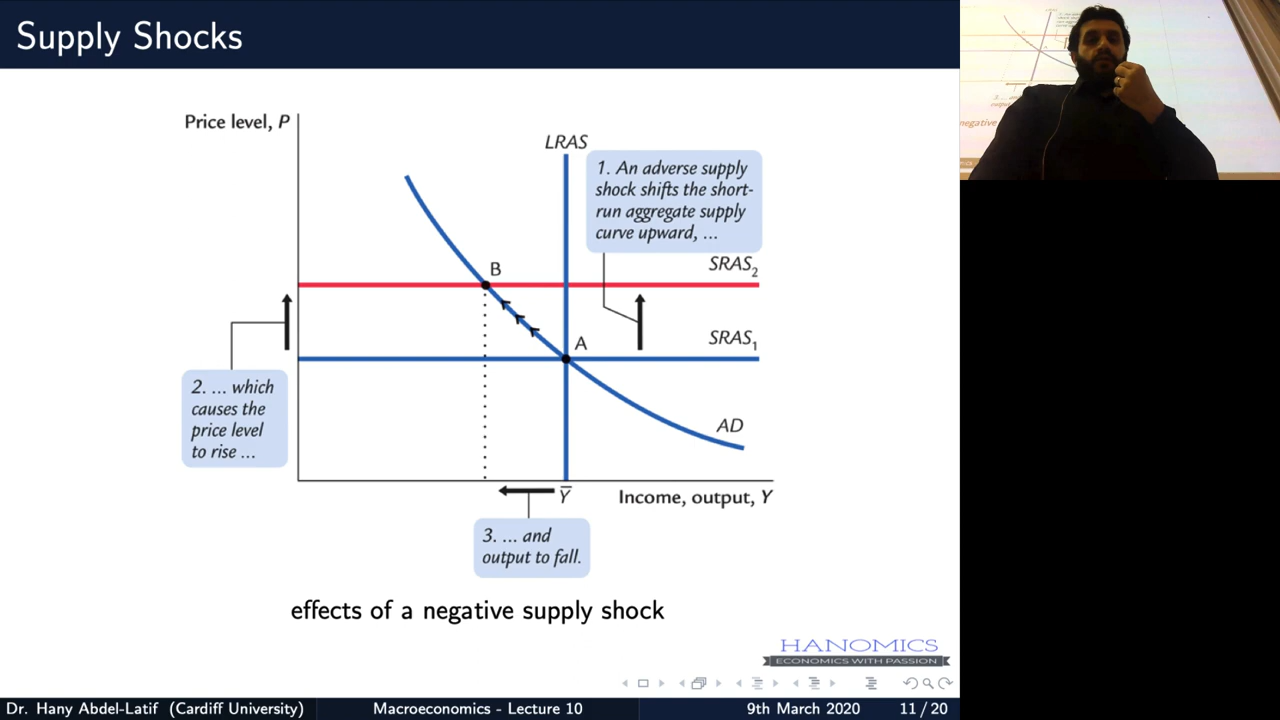 Supply Shocks
Price level, P
LRAS
1. An adverse supply
shock shifts the short-
run aggregate supply
curve upward, ...
SRAS2
B
SRAS1
A
2. ... which
causes the
price level
to rise ...
AD
Y̅
Income, output, Y
3. ... and
output to fall.
effects of a negative supply shock
HANOMICS
ECONOMICS WITH PASSION
Dr. Hany Abdel-Latif (Cardiff University)
Macroeconomics - Lecture 10
9th March 2020
11 / 20
negative